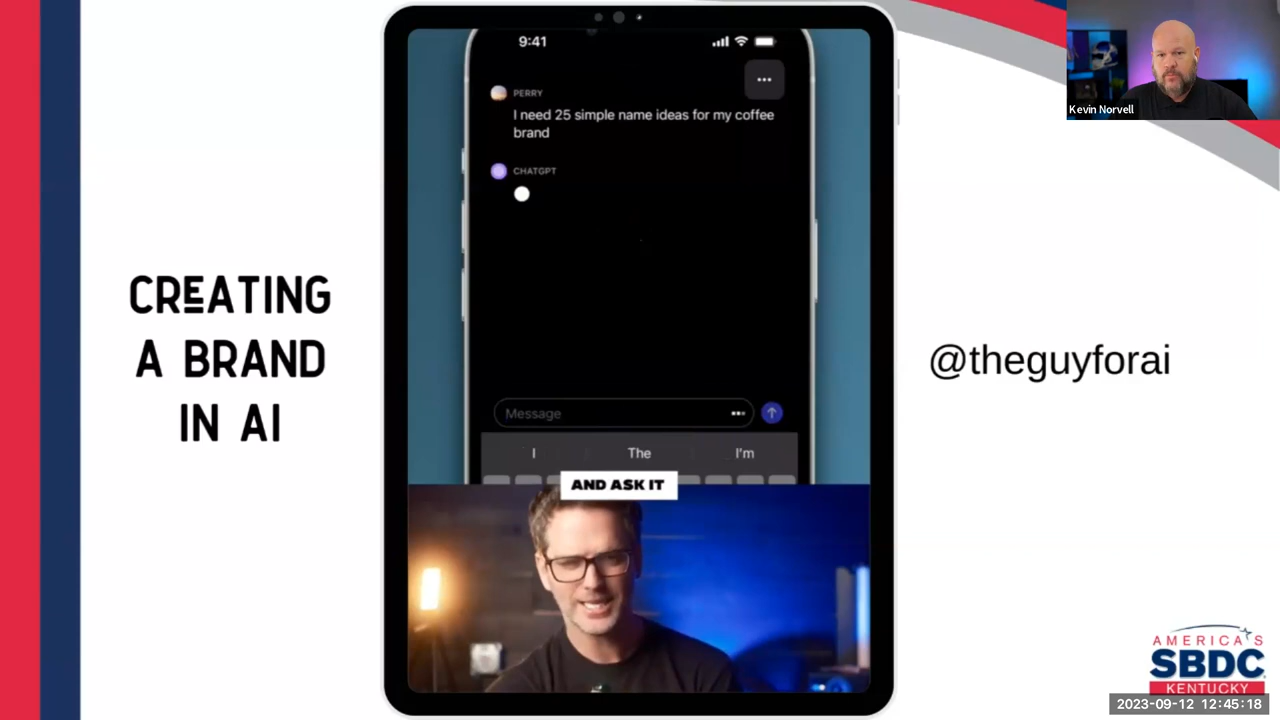 CREATING
A BRAND
IN AI
9:41
PERRY
I need 25 simple name ideas for my coffee
brand
CHATGPT
Message
I The I'm
AND ASK IT
@theguyforai
Kevin Norvell
AMERICA'S
SBDC
KENTUCKY
2023-09-12 12:45:18